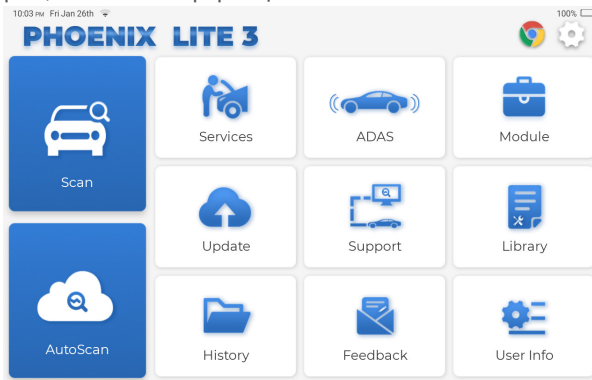 10:03 PM Fri Jan 26th
100%
PHOENIX LITE 3
Scan
Services
ADAS
Module
Update
Support
Library
AutoScan
History
Feedback
User Info